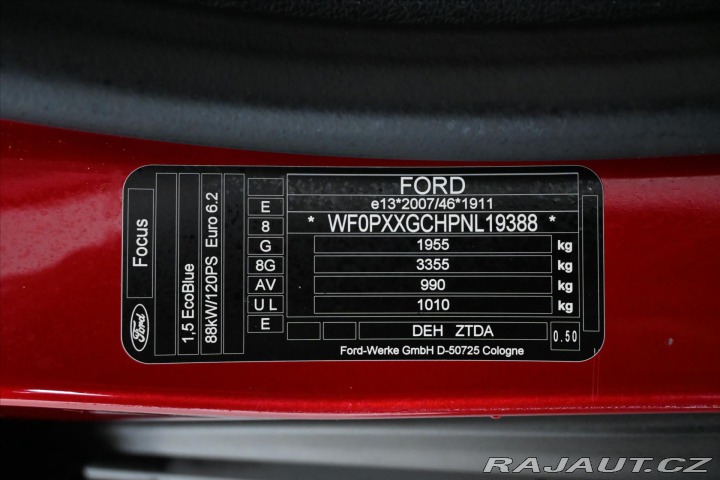 Ford
Focus
1,5 EcoBlue
88kW/120PS Euro 6.2
E
8
G
8G
AV
U L
E
FORD
e13*2007/46*1911
* WF0PXXGCHPNL19388 *
1955 kg
3355 kg
990 kg
1010 kg
DEH ZTDA
0.50
Ford-Werke GmbH D-50725 Cologne
RAJAUT.CZ